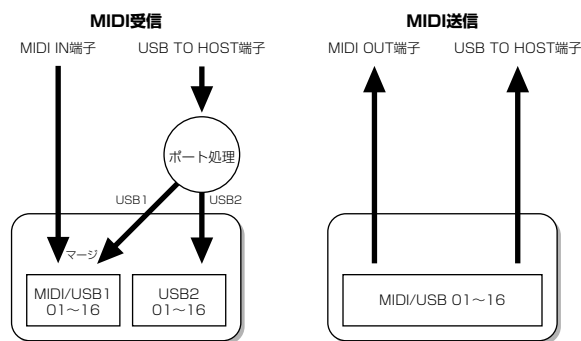 MIDI受信
MIDI IN端子
USB TO HOST端子
ポート処理
USB1
USB2
マージ
MIDI/USB1
01～16
USB2
01～16
MIDI送信
MIDI OUT端子
USB TO HOST端子
MIDI/USB 01～16